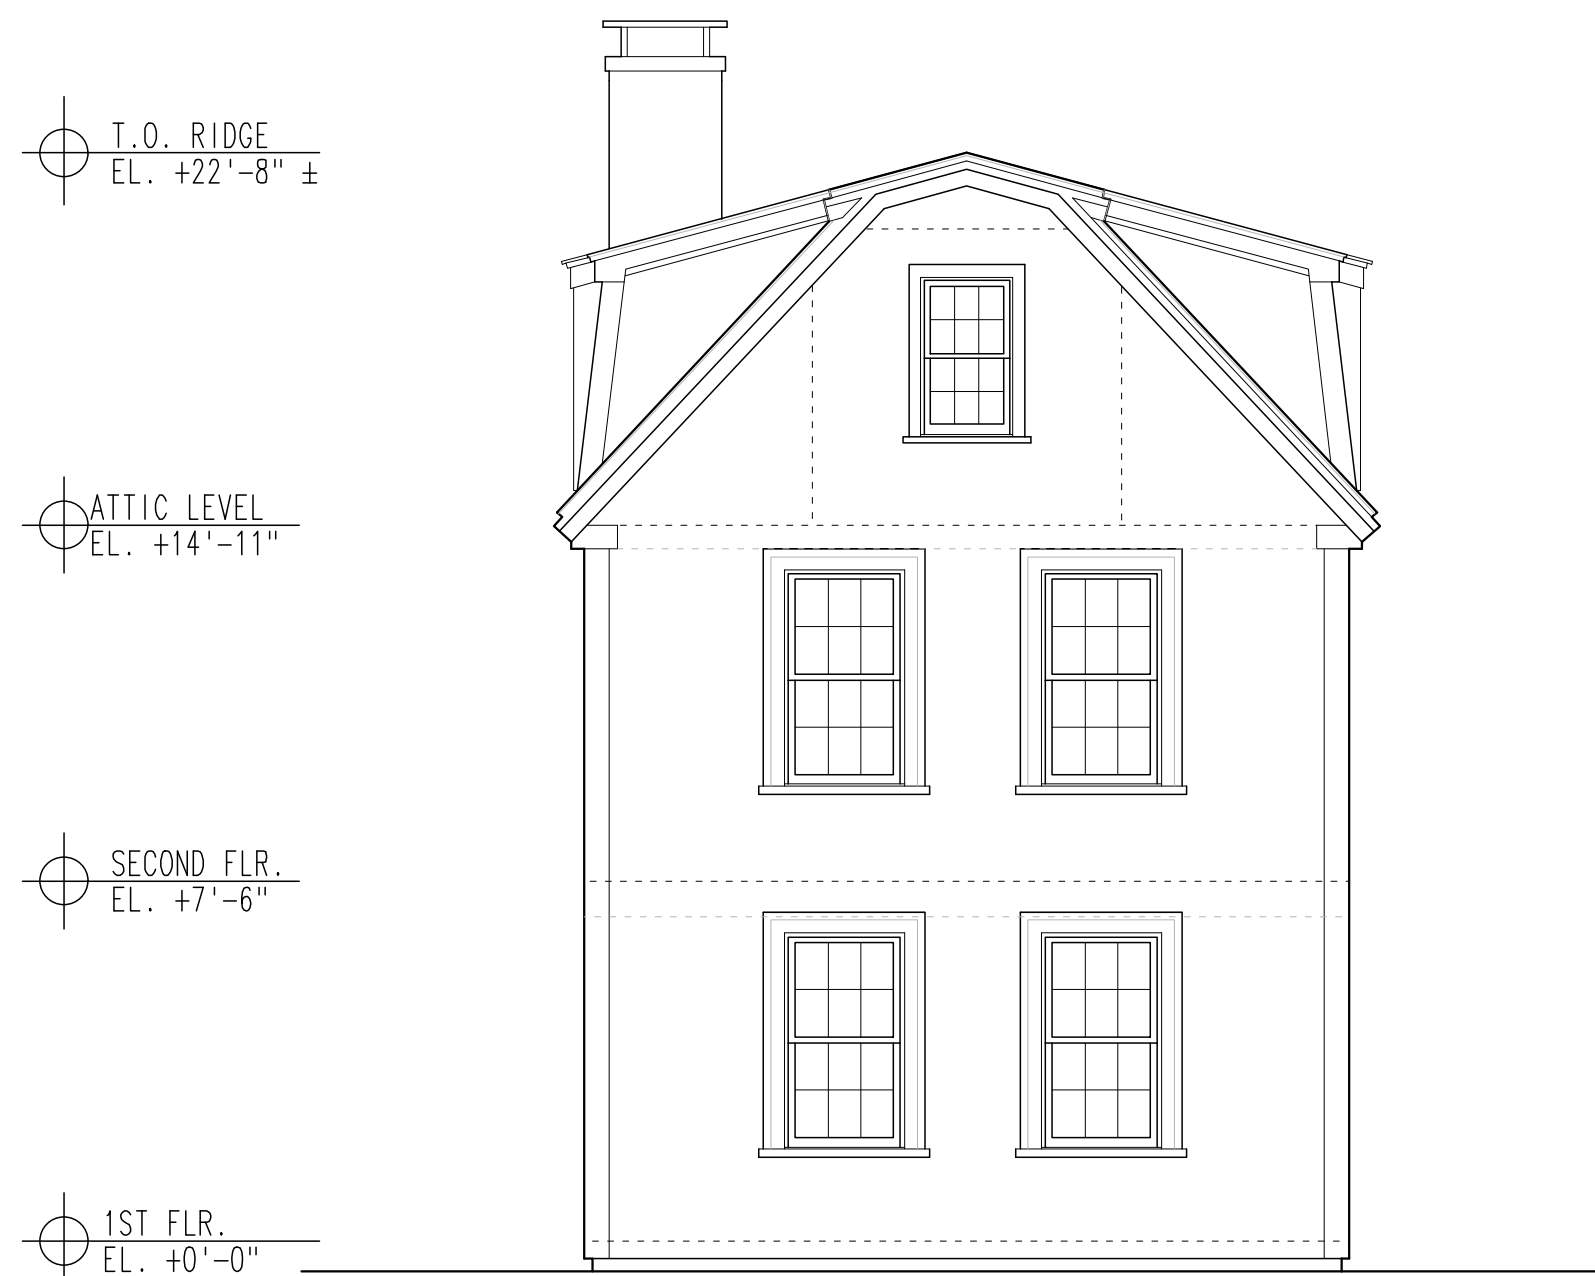 T.O. RIDGE
EL. +22'-8" ±
ATTIC LEVEL
EL. +14'-11"
SECOND FLR.
EL. +7'-6"
1ST FLR.
EL. +0'-0"